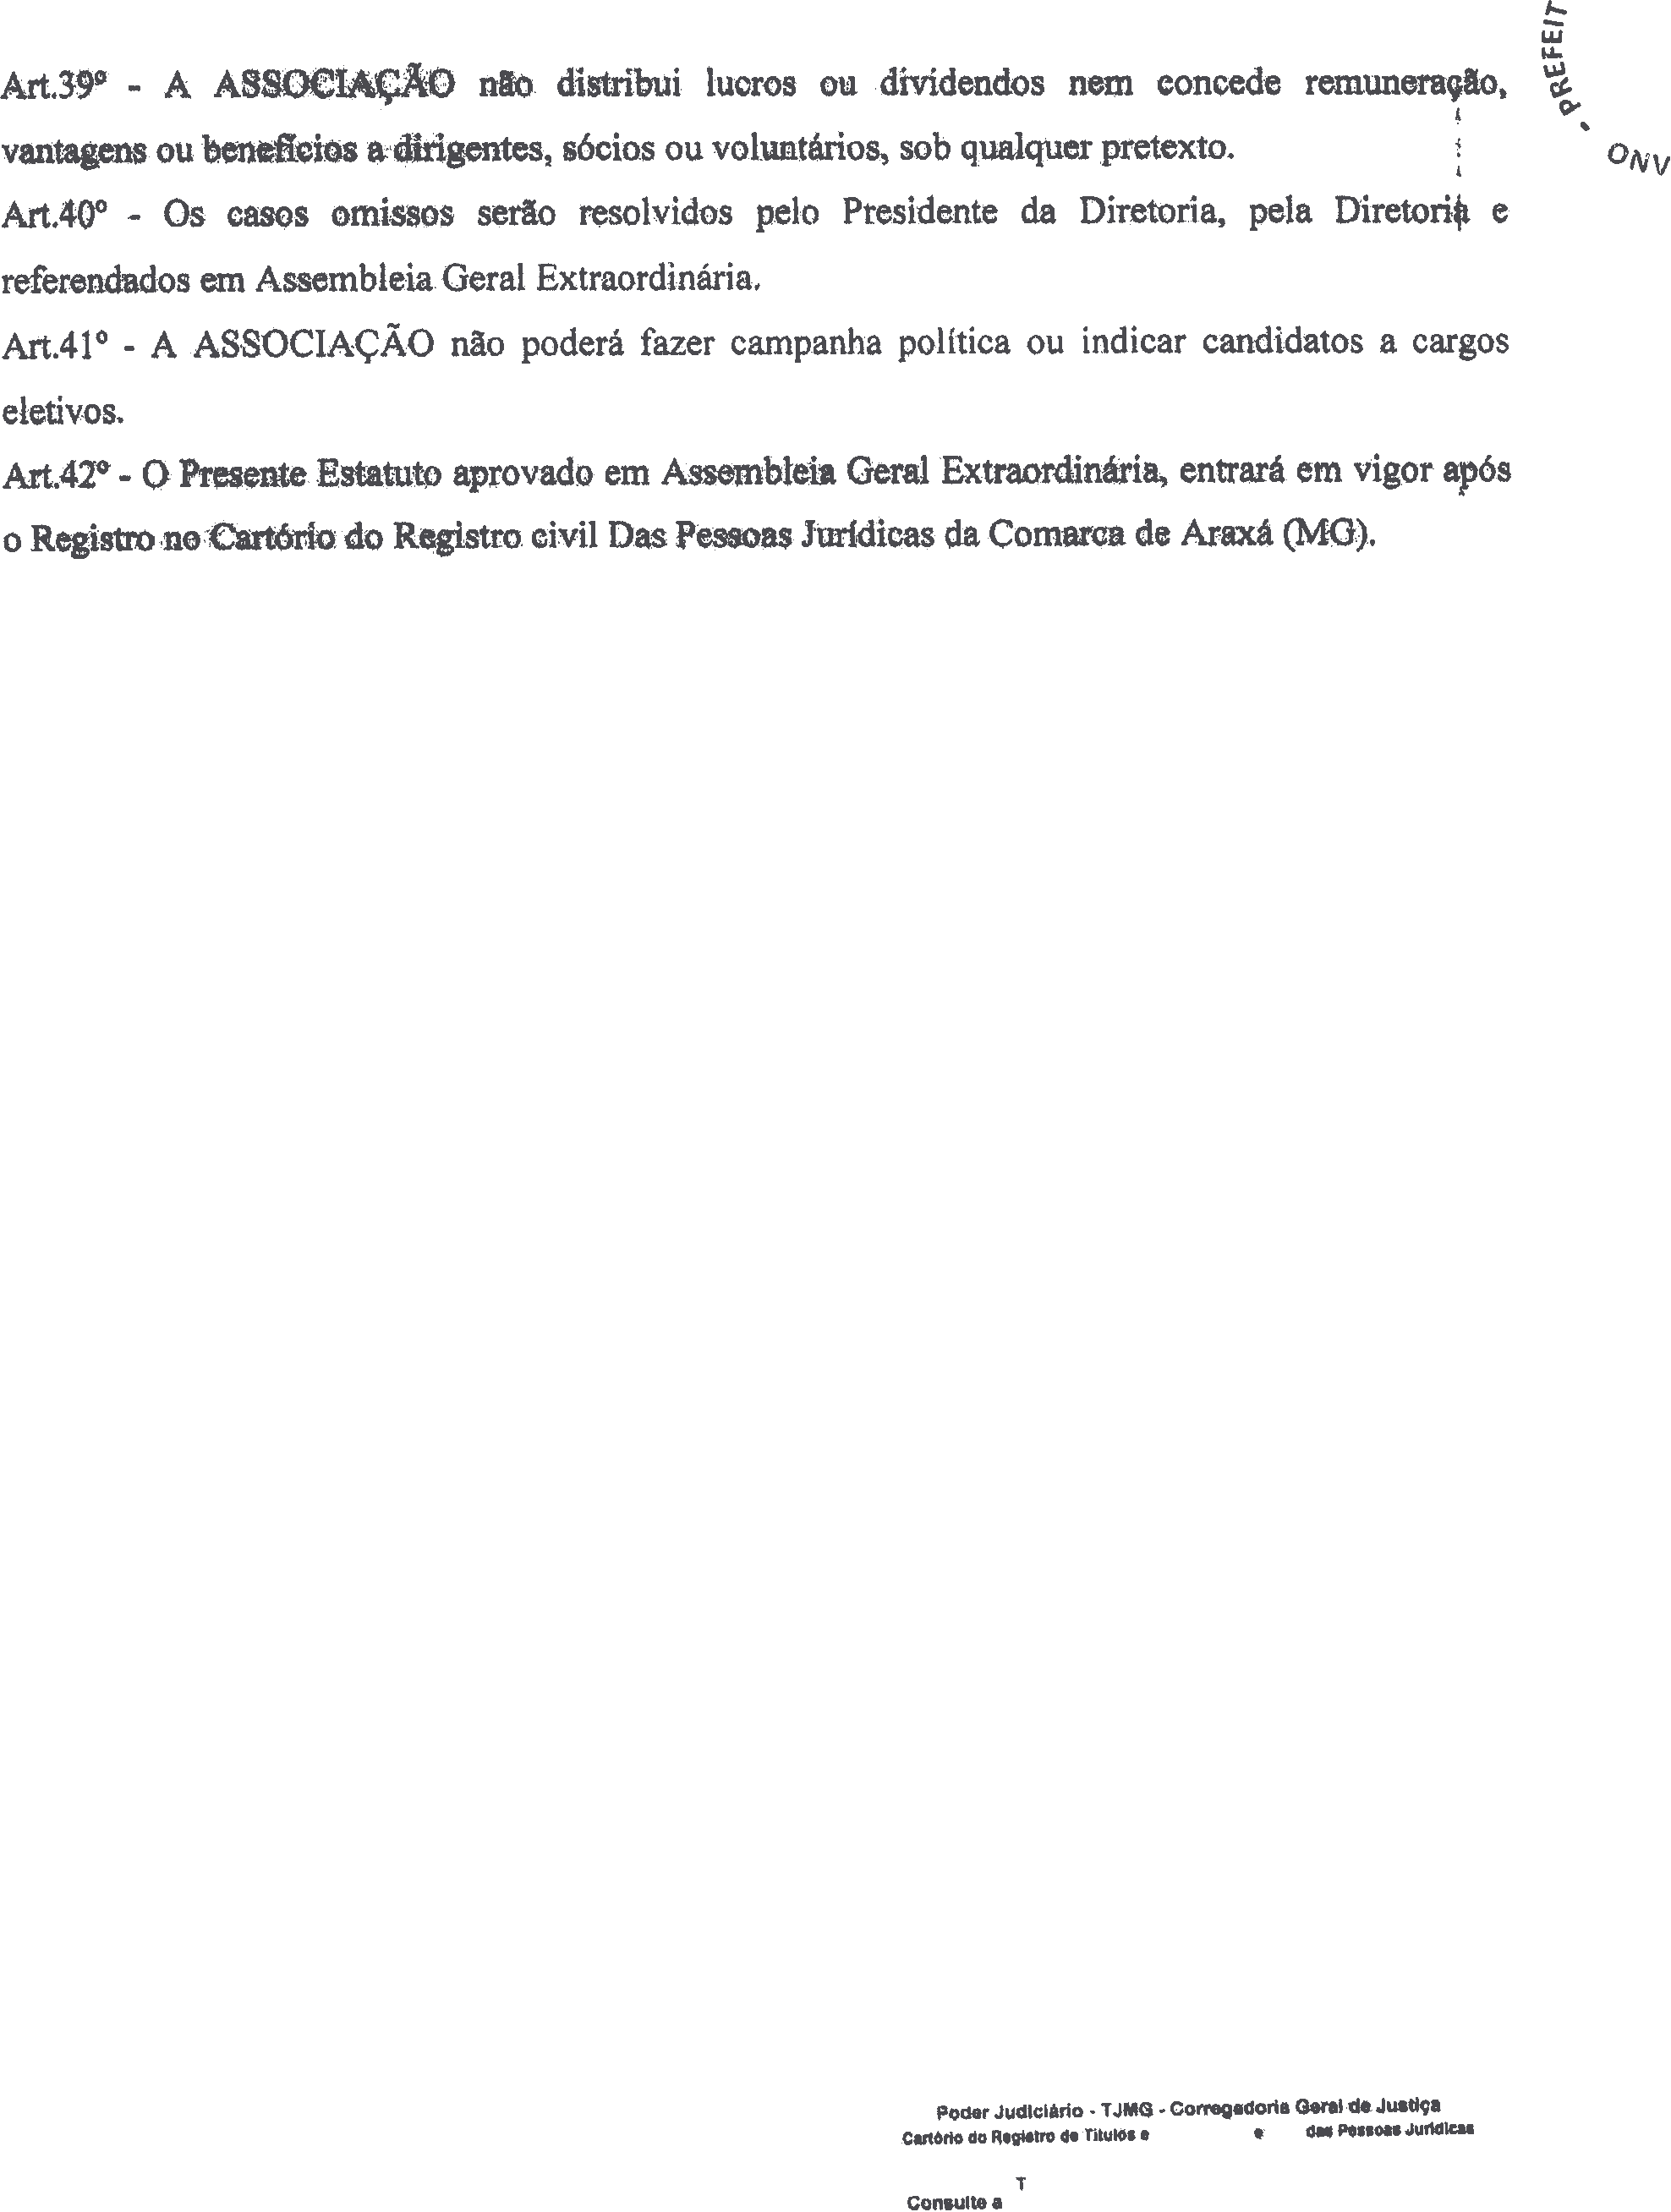 Art.39º - A ASSOCIAÇÃO não distribui lucros ou dividendos nem concede remuneração,
vantagens ou benefícios a dirigentes, sócios ou voluntários, sob qualquer pretexto.
Art.40º - Os casos omissos serão resolvidos pelo Presidente da Diretoria, pela Diretoria e
referendados em Assembleia Geral Extraordinária.
Art.41º - A ASSOCIAÇÃO não poderá fazer campanha política ou indicar candidatos a cargos
eletivos.
Art.42º - O Presente Estatuto aprovado em Assembleia Geral Extraordinária, entrará em vigor após
o Registro no Cartório do Registro civil Das Pessoas Jurídicas da Comarca de Araxá (MG).
- PREFEIT
Poder Judiciário - TJMG - Corregedoria Geral de Justiça
Cartório do Registro de Títulos e e das Pessoas Jurídicas
T
Consulte a